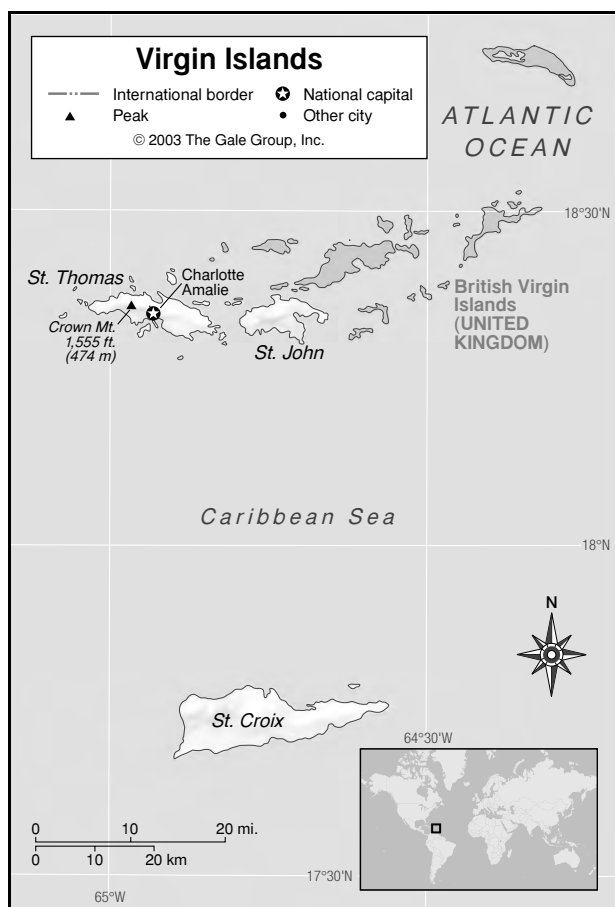 Virgin Islands
International border
National capital
Peak
Other city
© 2003 The Gale Group, Inc.
ATLANTIC
OCEAN
18°30'N
St. Thomas
Charlotte
Amalie
British Virgin
Islands
(UNITED
KINGDOM)
Crown Mt.
1,555 ft.
(474 m)
St. John
Caribbean Sea
18°N
N
St. Croix
64°30'W
0 10 20 mi.
0 10 20 km
17°30'N
65°W